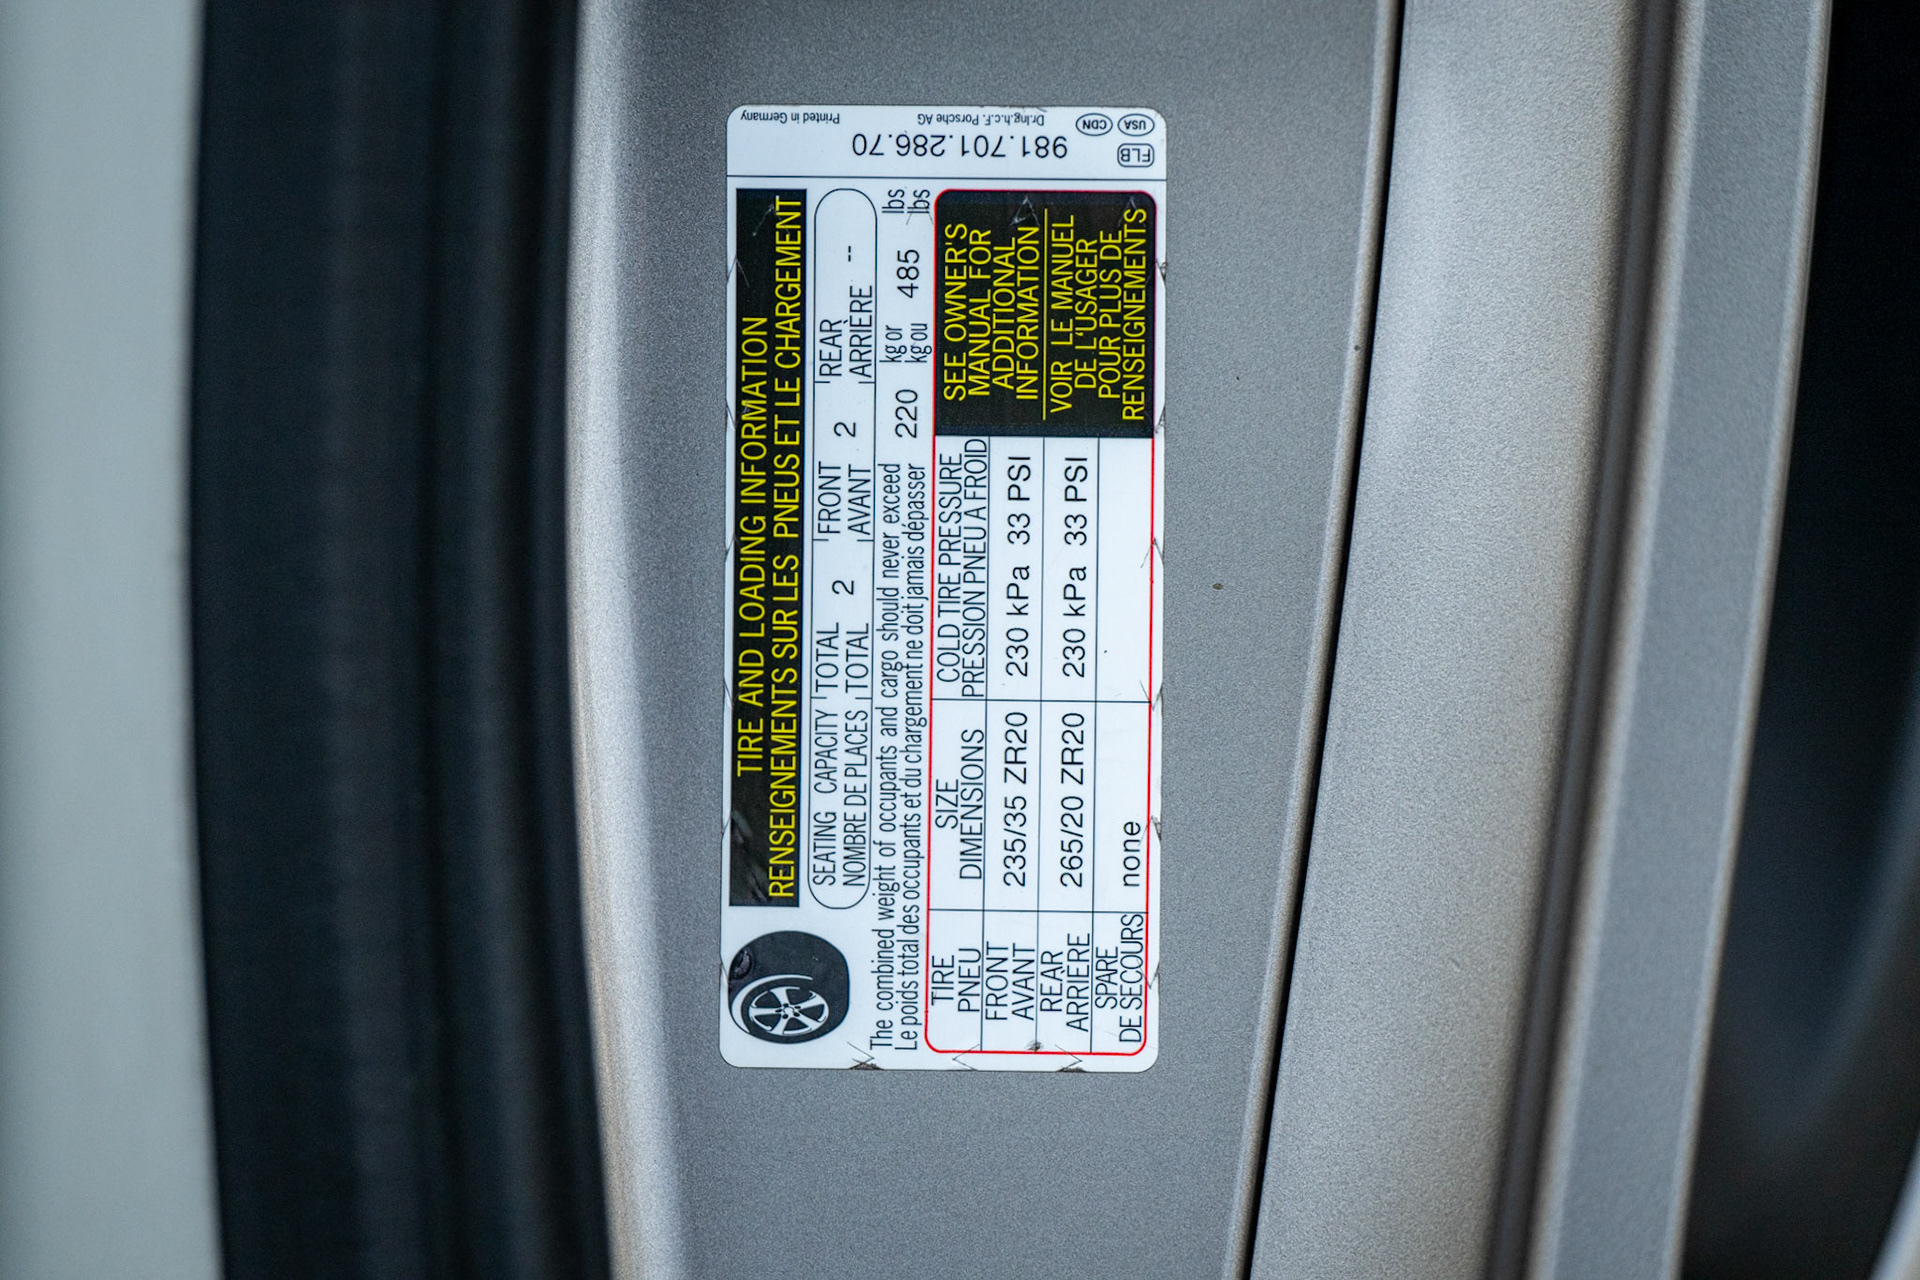 TIRE AND LOADING INFORMATION
RENSEIGNEMENTS SUR LES PNEUS ET LE CHARGEMENT
SEATING CAPACITY TOTAL 2 FRONT 2 REAR --
NOMBRE DE PLACES TOTAL AVANT ARRIÈRE
The combined weight of occupants and cargo should never exceed 220 kg or 485 lbs
Le poids total des occupants et du chargement ne doit jamais dépasser kg ou lbs
TIRE SIZE COLD TIRE PRESSURE
PNEU DIMENSIONS PRESSION PNEU A FROID
FRONT
AVANT 235/35 ZR20 230 kPa 33 PSI
REAR
ARRIERE 265/20 ZR20 230 kPa 33 PSI
SPARE
DE SECOURS none
SEE OWNER'S
MANUAL FOR
ADDITIONAL
INFORMATION
VOIR LE MANUEL
DE L'USAGER
POUR PLUS DE
RENSEIGNEMENTS
FLB 981.701.286.70
USA CDN Dr.Ing.h.c.F. Porsche AG Printed in Germany